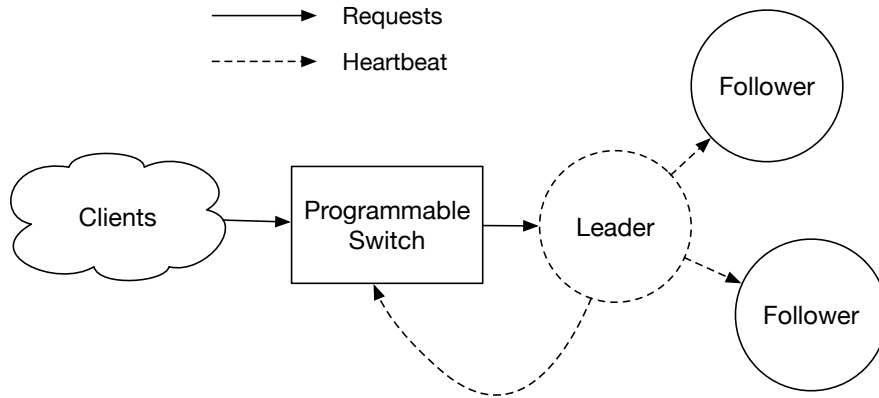 Requests
Heartbeat
Follower
Clients
Programmable
Switch
Leader
Follower